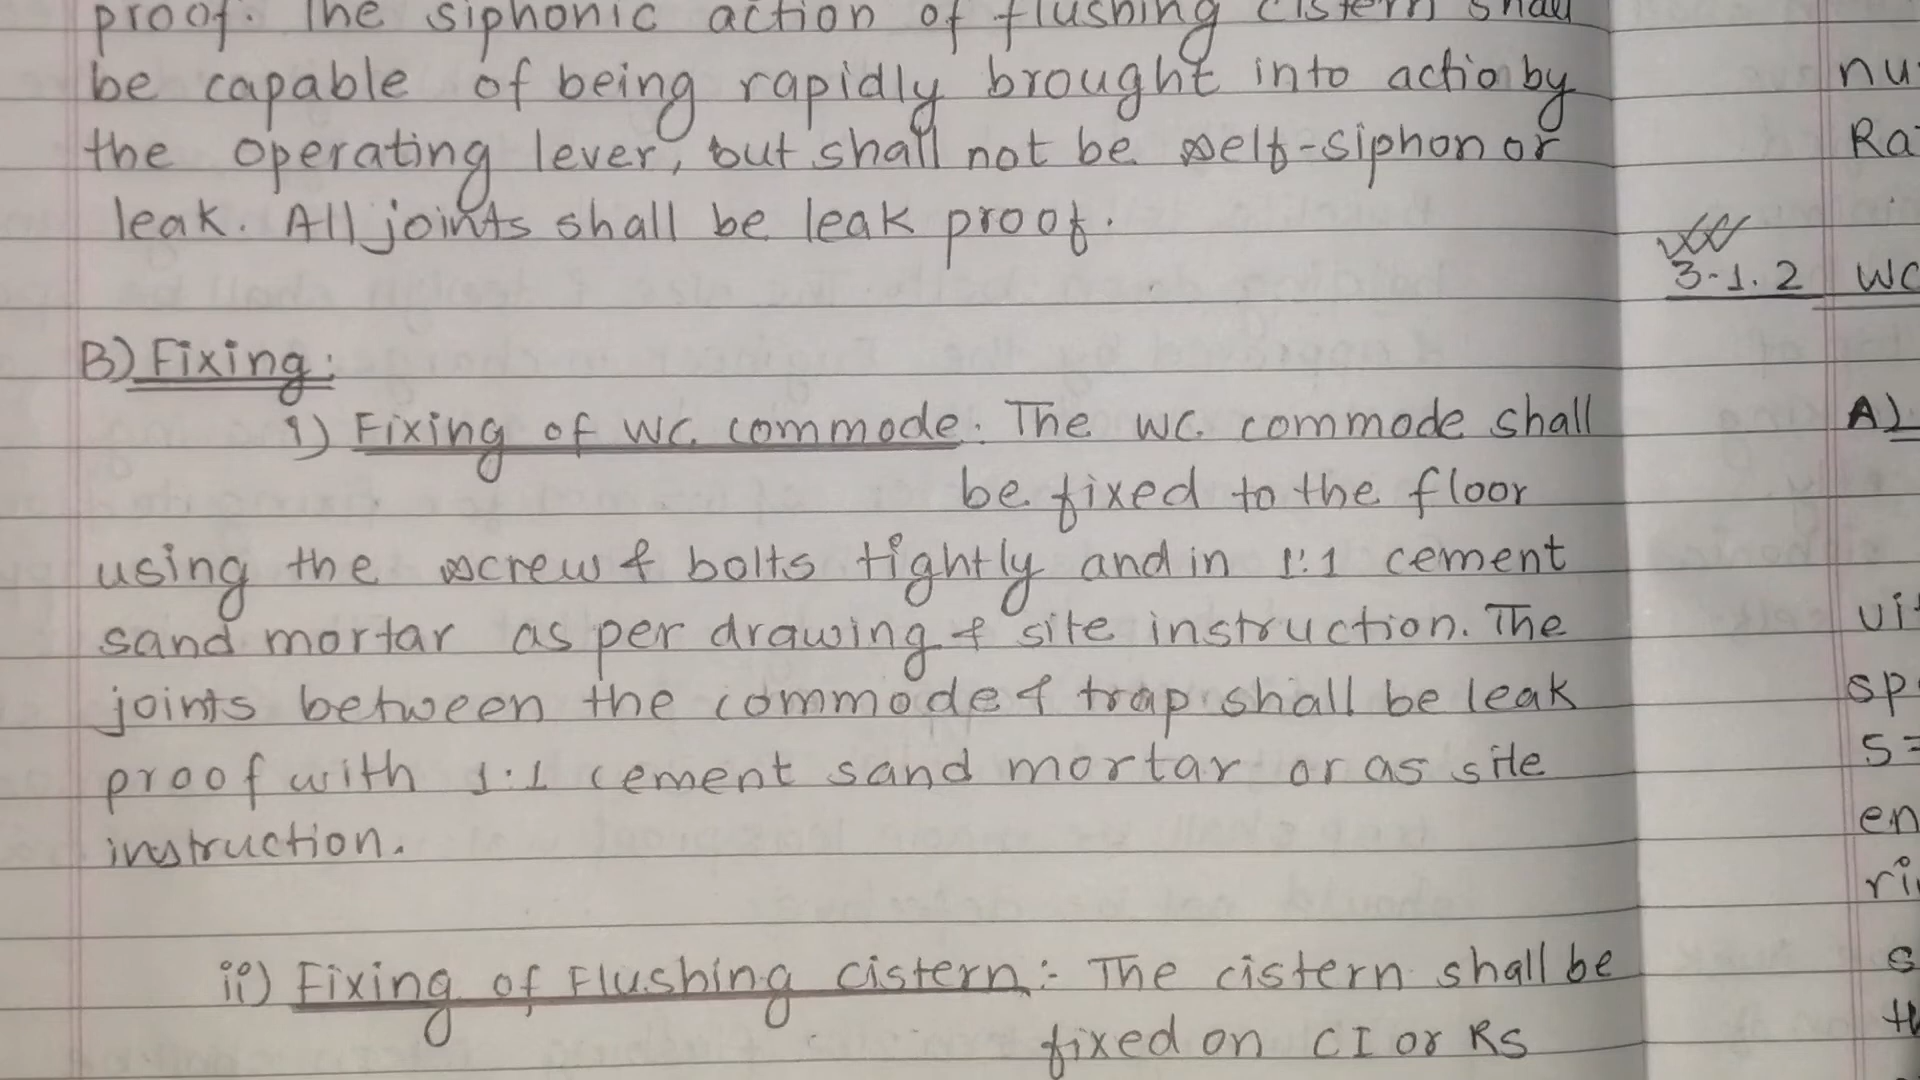 proof. The siphonic action of flushing cistern shall
be capable of being rapidly brought into actio by
the operating lever, but shall not be self-siphon or
leak. All joints shall be leak proof.
B) Fixing:
i) Fixing of WC. commode. The WC. commode shall
be fixed to the floor
using the screw & bolts tightly and in 1:1 cement
sand mortar as per drawing & site instruction. The
joints between the commode & trap shall be leak
proof with 1:1 cement sand mortar or as site
instruction.
ii) Fixing of Flushing cistern:- The cistern shall be
fixed on CI or RS
nu
Ra
3-1.2 WC
A)
vit
sp
S=
en
ri
s
th